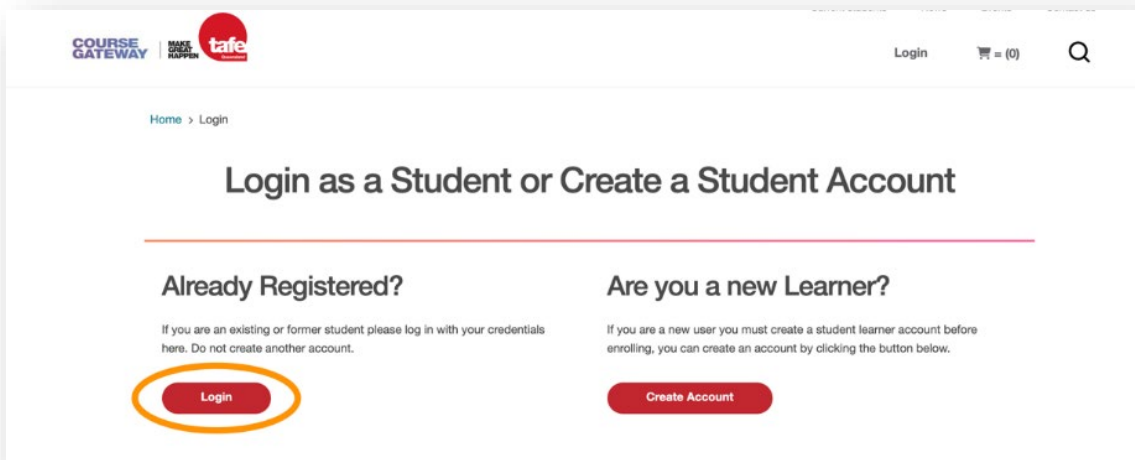 COURSE
GATEWAY
MAKE
GREAT
HAPPEN
tafe
Queensland
Login
= (0)
Home > Login
Login as a Student or Create a Student Account
Already Registered?
If you are an existing or former student please log in with your credentials
here. Do not create another account.
Login
Are you a new Learner?
If you are a new user you must create a student learner account before
enrolling, you can create an account by clicking the button below.
Create Account